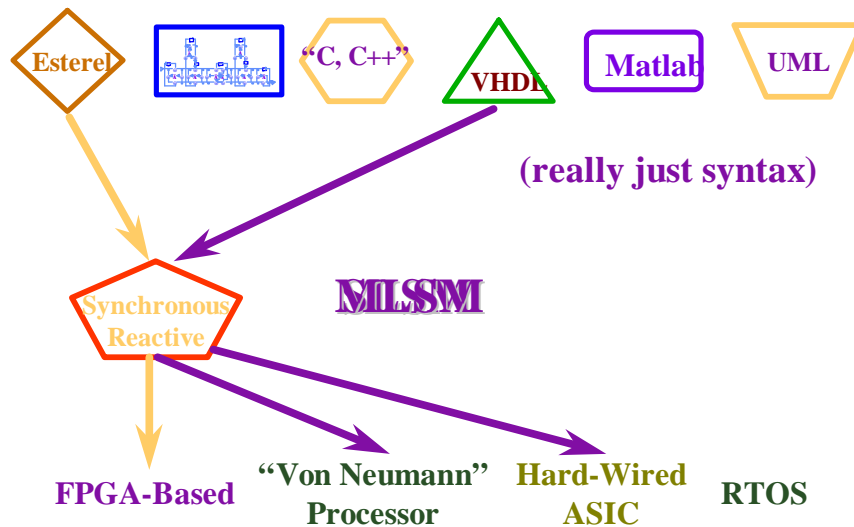 Esterel
“C, C++”
VHDL
Matlab
UML
(really just syntax)
Synchronous
Reactive
FPGA-Based
“Von Neumann”
Processor
Hard-Wired
ASIC
RTOS